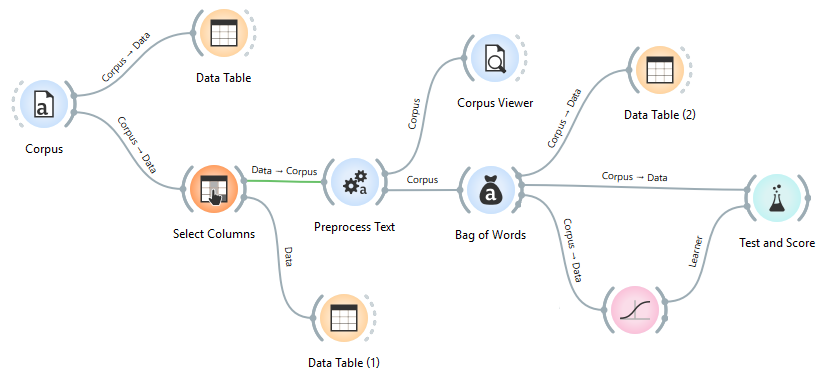 Corpus → Data
Data Table
Corpus
Corpus → Data
Select Columns
Data → Corpus
Preprocess Text
Corpus
Corpus Viewer
Corpus
Bag of Words
Corpus → Data
Data Table (2)
Corpus → Data
Test and Score
Corpus → Data
Learner
Data
Data Table (1)
a
a
a